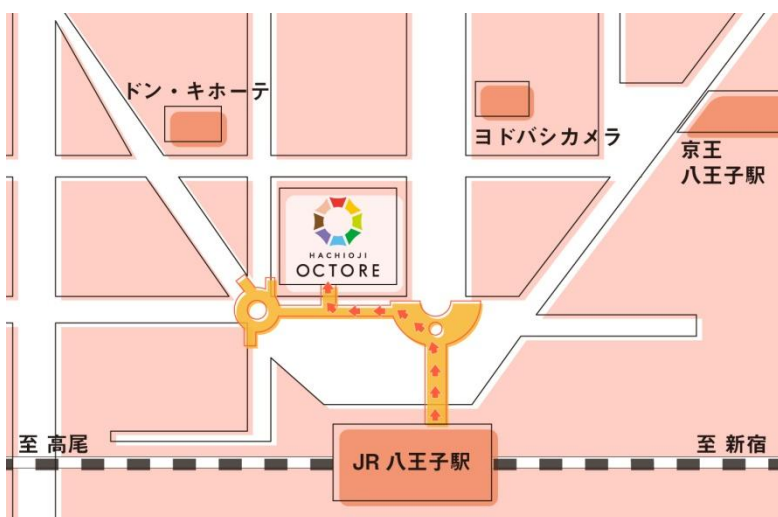 ドン・キホーテ
ヨドバシカメラ
京王
八王子駅
HACHIOJI
OCTORE
至 高尾
JR 八王子駅
至 新宿